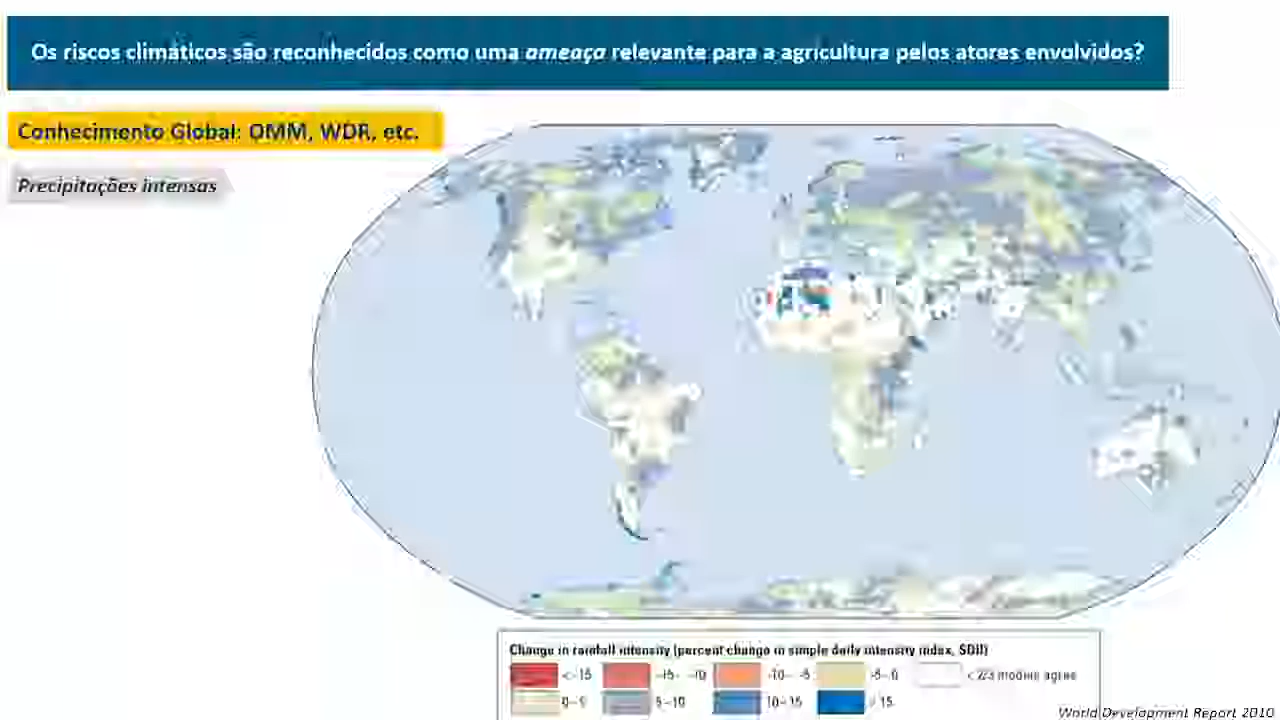 Os riscos climáticos são reconhecidos como uma ameaça relevante para a agricultura pelos atores envolvidos?
Conhecimento Global: OMM, WDR, etc.
Precipitações intensas
Change in rainfall intensity (percent change in simple daily intensity index, SDII)
<-15 -15– -10 -10– -5 -5–0 < 2/3 models agree
0–5 5–10 10–15 > 15
World Development Report 2010